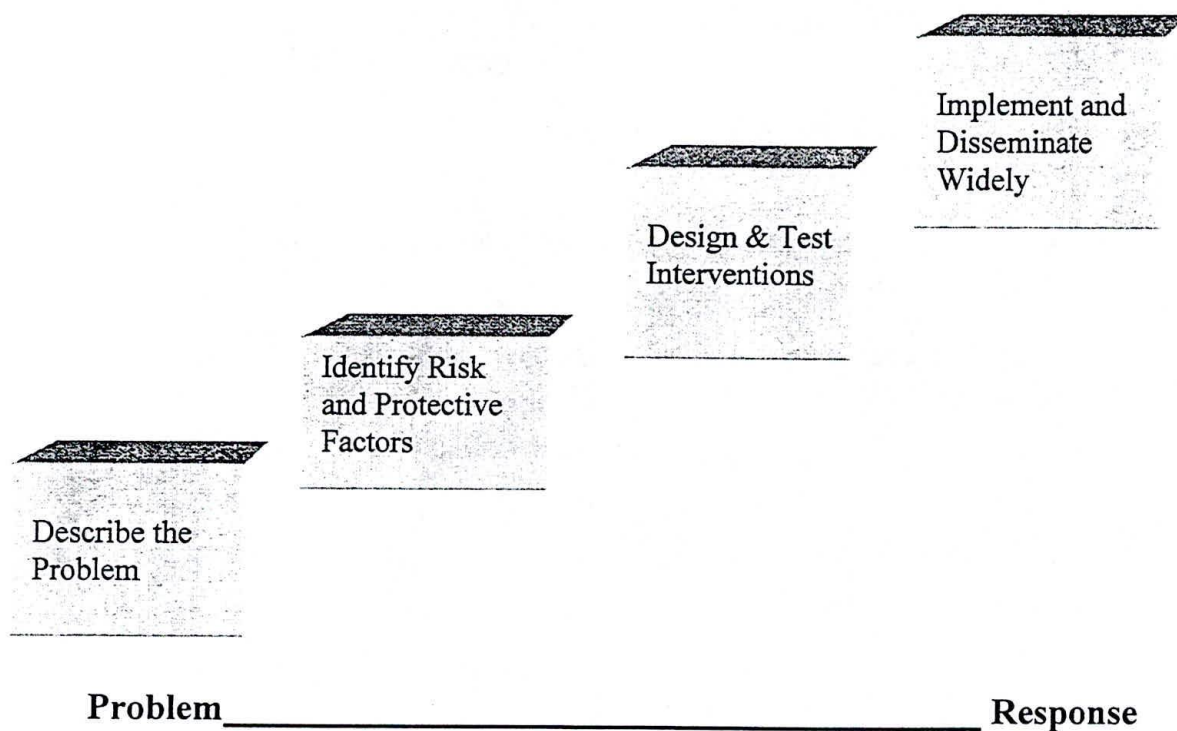 Implement and
Disseminate
Widely
Design & Test
Interventions
Identify Risk
and Protective
Factors
Describe the
Problem
Problem Response